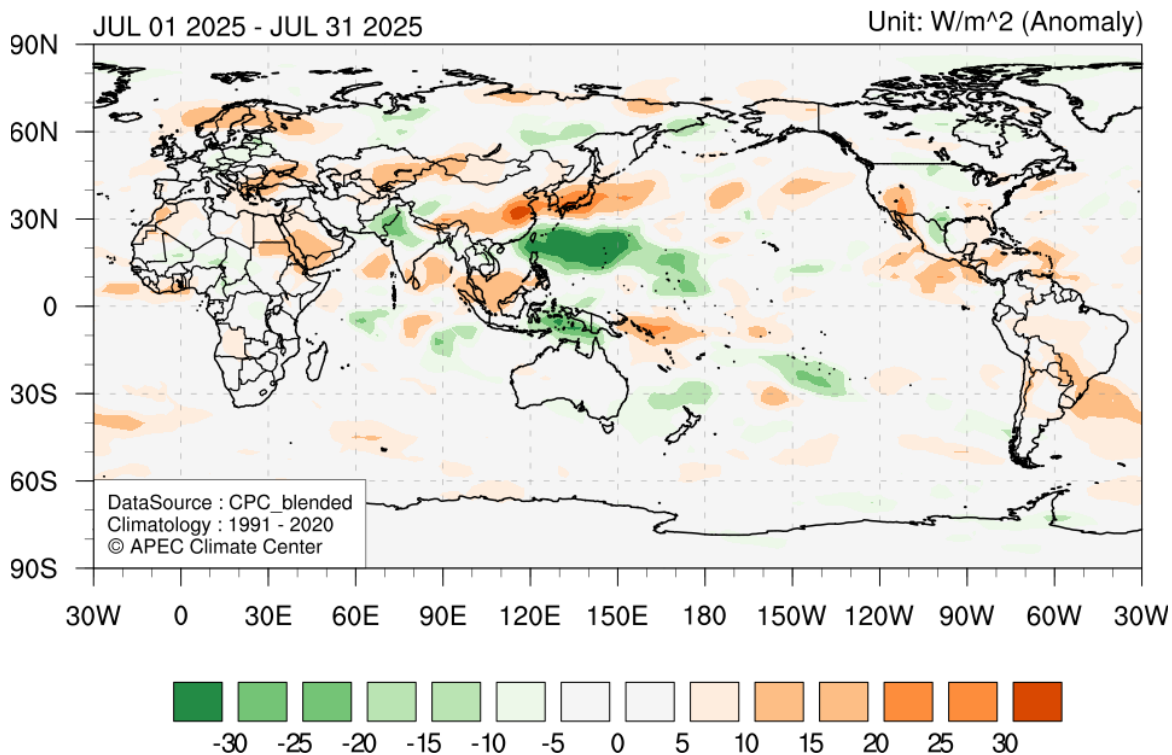 JUL 01 2025 - JUL 31 2025
Unit: W/m^2 (Anomaly)
90N
60N
30N
0
30S
60S
90S
DataSource : CPC_blended
Climatology : 1991 - 2020
© APEC Climate Center
30W 0 30E 60E 90E 120E 150E 180 150W 120W 90W 60W 30W
-30 -25 -20 -15 -10 -5 0 5 10 15 20 25 30